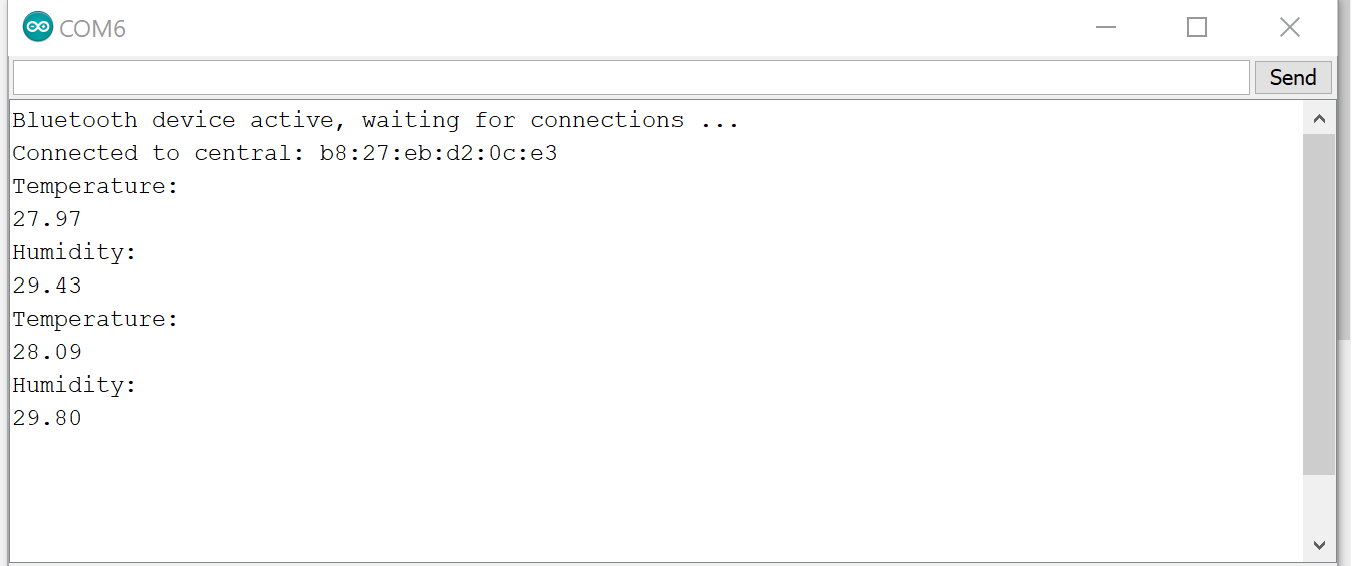 COM6
Send
Bluetooth device active, waiting for connections ...
Connected to central: b8:27:eb:d2:0c:e3
Temperature:
27.97
Humidity:
29.43
Temperature:
28.09
Humidity:
29.80